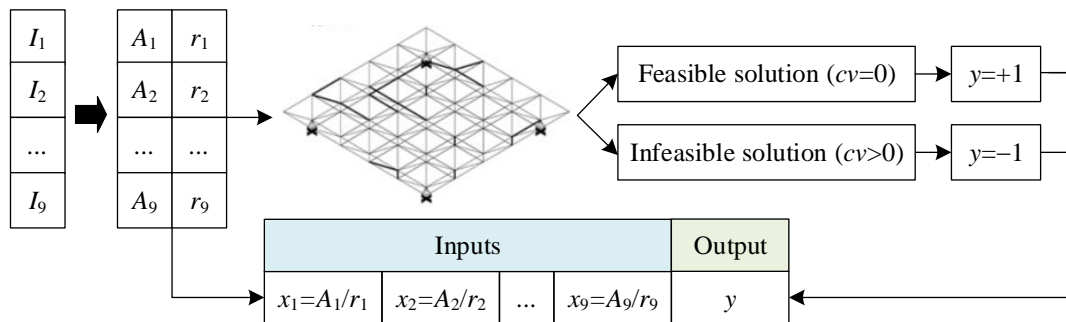 I1 A1 r1
I2 A2 r2
... ... ...
I9 A9 r9
Feasible solution (cv=0) y=+1
Infeasible solution (cv>0) y=−1
Inputs Output
x1=A1/r1 x2=A2/r2 ... x9=A9/r9 y